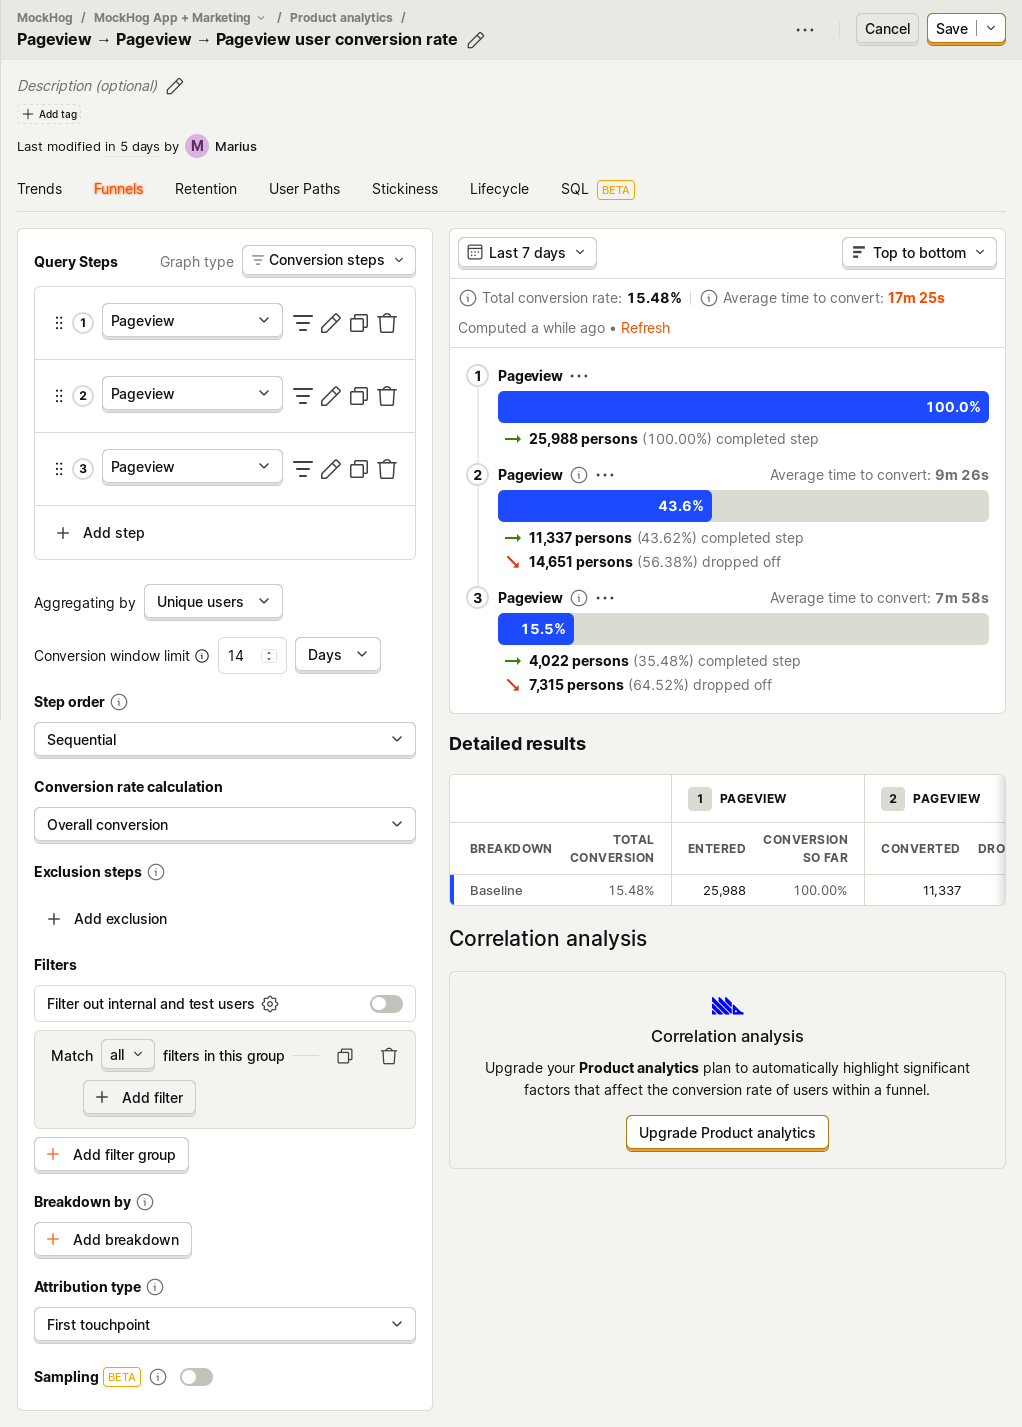 MockHog / MockHog App + Marketing / Product analytics /
Pageview → Pageview → Pageview user conversion rate
Cancel
Save
Description (optional)
Add tag
Last modified in 5 days by M Marius
Trends Funnels Retention User Paths Stickiness Lifecycle SQL BETA
Query Steps Graph type Conversion steps
1 Pageview
2 Pageview
3 Pageview
Add step
Aggregating by Unique users
Conversion window limit 14 Days
Step order
Sequential
Conversion rate calculation
Overall conversion
Exclusion steps
Add exclusion
Filters
Filter out internal and test users
Match all filters in this group
Add filter
Add filter group
Breakdown by
Add breakdown
Attribution type
First touchpoint
Sampling BETA
Last 7 days Top to bottom
Total conversion rate: 15.48% Average time to convert: 17m 25s
Computed a while ago • Refresh
1 Pageview
100.0%
→ 25,988 persons (100.00%) completed step
2 Pageview Average time to convert: 9m 26s
43.6%
→ 11,337 persons (43.62%) completed step
14,651 persons (56.38%) dropped off
3 Pageview Average time to convert: 7m 58s
15.5%
→ 4,022 persons (35.48%) completed step
7,315 persons (64.52%) dropped off
Detailed results
1 PAGEVIEW 2 PAGEVIEW
BREAKDOWN TOTAL CONVERSION ENTERED CONVERSION SO FAR CONVERTED DRO
Baseline 15.48% 25,988 100.00% 11,337
Correlation analysis
Correlation analysis
Upgrade your Product analytics plan to automatically highlight significant
factors that affect the conversion rate of users within a funnel.
Upgrade Product analytics